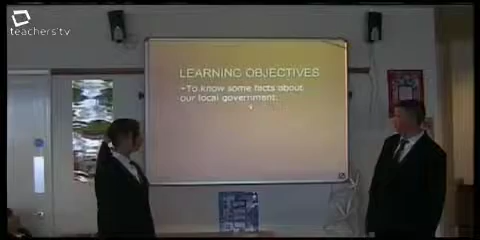 teachers'tv
LEARNING OBJECTIVES
•To know some facts about
our local government.